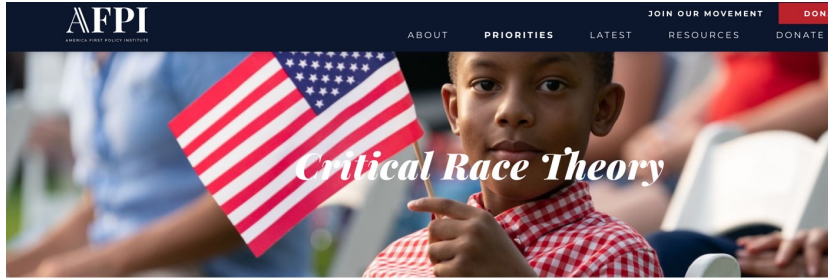 AFPI
AMERICA FIRST POLICY INSTITUTE
JOIN OUR MOVEMENT
DON
ABOUT
PRIORITIES
LATEST
RESOURCES
DONATE
Critical Race Theory